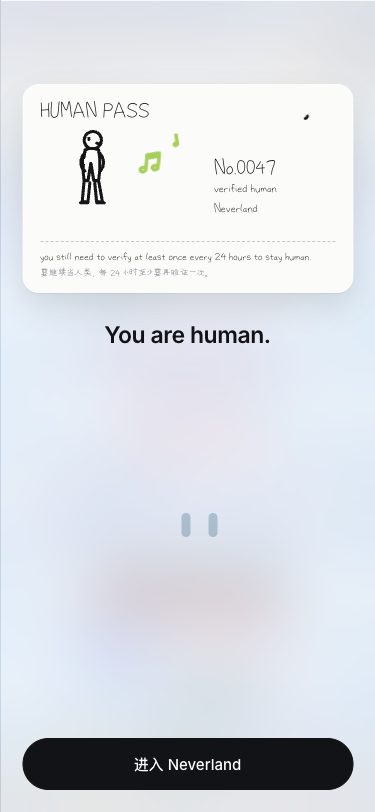 HUMAN PASS
No.0047
verified human
Neverland
you still need to verify at least once every 24 hours to stay human.
要继续当人类，每 24 小时至少要再验证一次。
You are human.
进入 Neverland